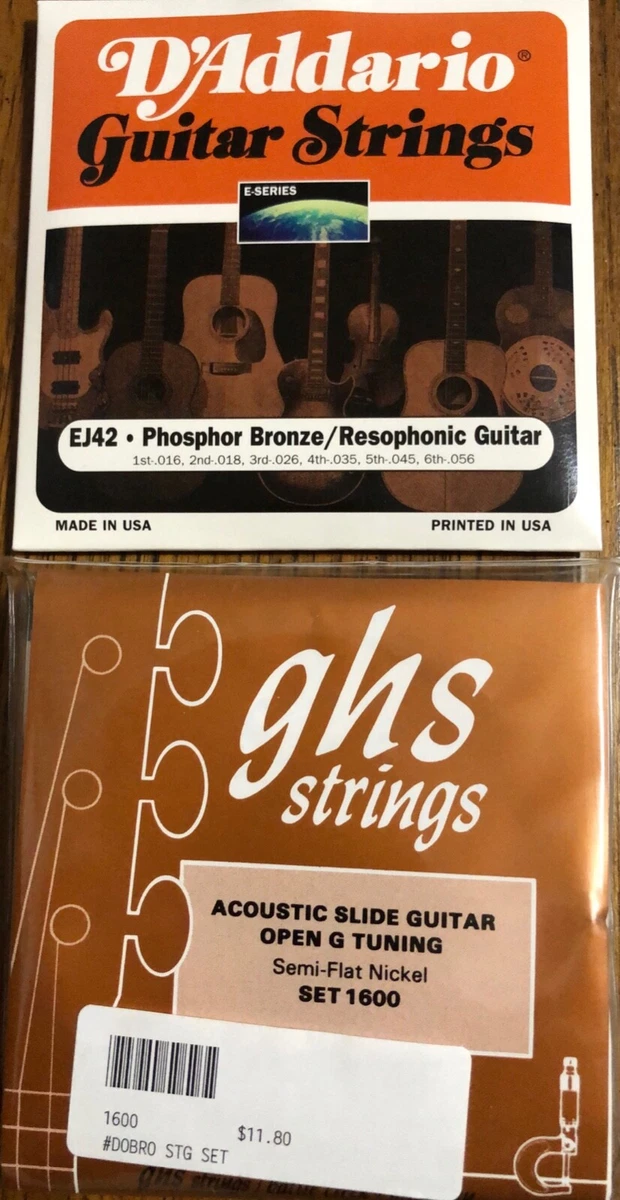 D'Addario®
Guitar Strings
E-SERIES
EJ42 • Phosphor Bronze/Resophonic Guitar
1st-.016, 2nd-.018, 3rd-.026, 4th-.035, 5th-.045, 6th-.056
MADE IN USA
PRINTED IN USA
ghs
strings
ACOUSTIC SLIDE GUITAR
OPEN G TUNING
Semi-Flat Nickel
SET 1600
1600
$11.80
#DOBRO STG SET
ghs strings